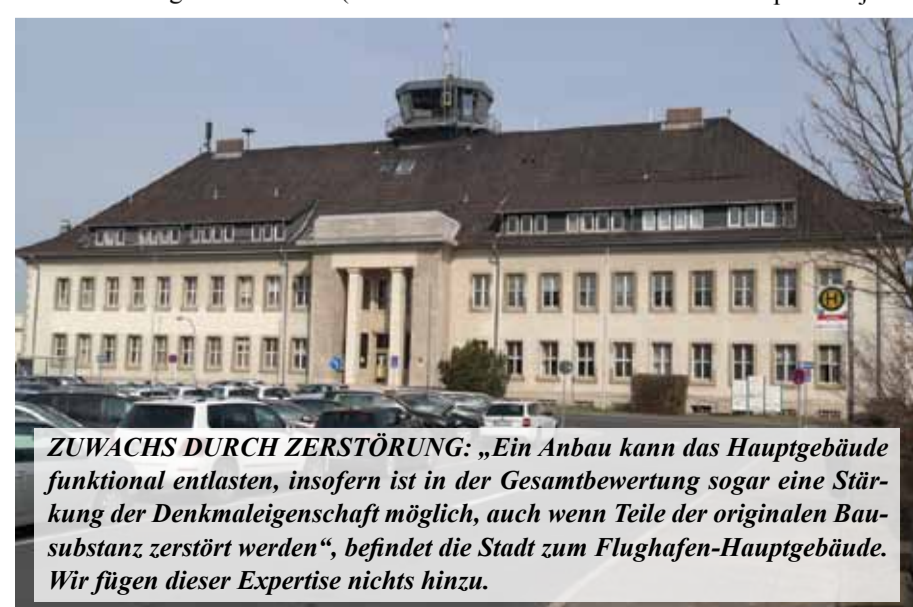 ZUWACHS DURCH ZERSTÖRUNG: „Ein Anbau kann das Hauptgebäude
funktional entlasten, insofern ist in der Gesamtbewertung sogar eine Stär-
kung der Denkmaleigenschaft möglich, auch wenn Teile der originalen Bau-
substanz zerstört werden“, befindet die Stadt zum Flughafen-Hauptgebäude.
Wir fügen dieser Expertise nichts hinzu.
H